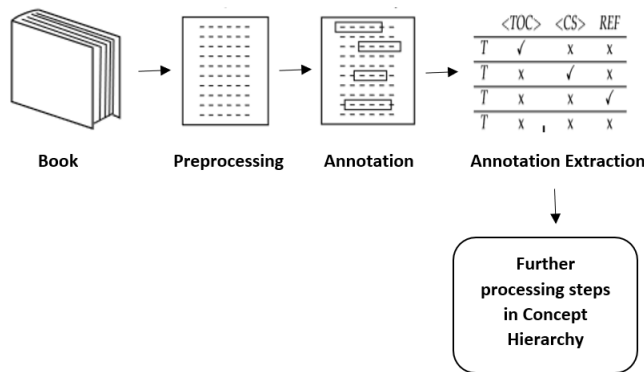 <TOC> <CS> REF
T ✓ x x
T x ✓ x
T x x ✓
T x x x
Book
Preprocessing
Annotation
Annotation Extraction
Further
processing steps
in Concept
Hierarchy